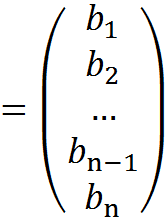 b₁
b₂
= ...
bₙ₋₁
bₙ